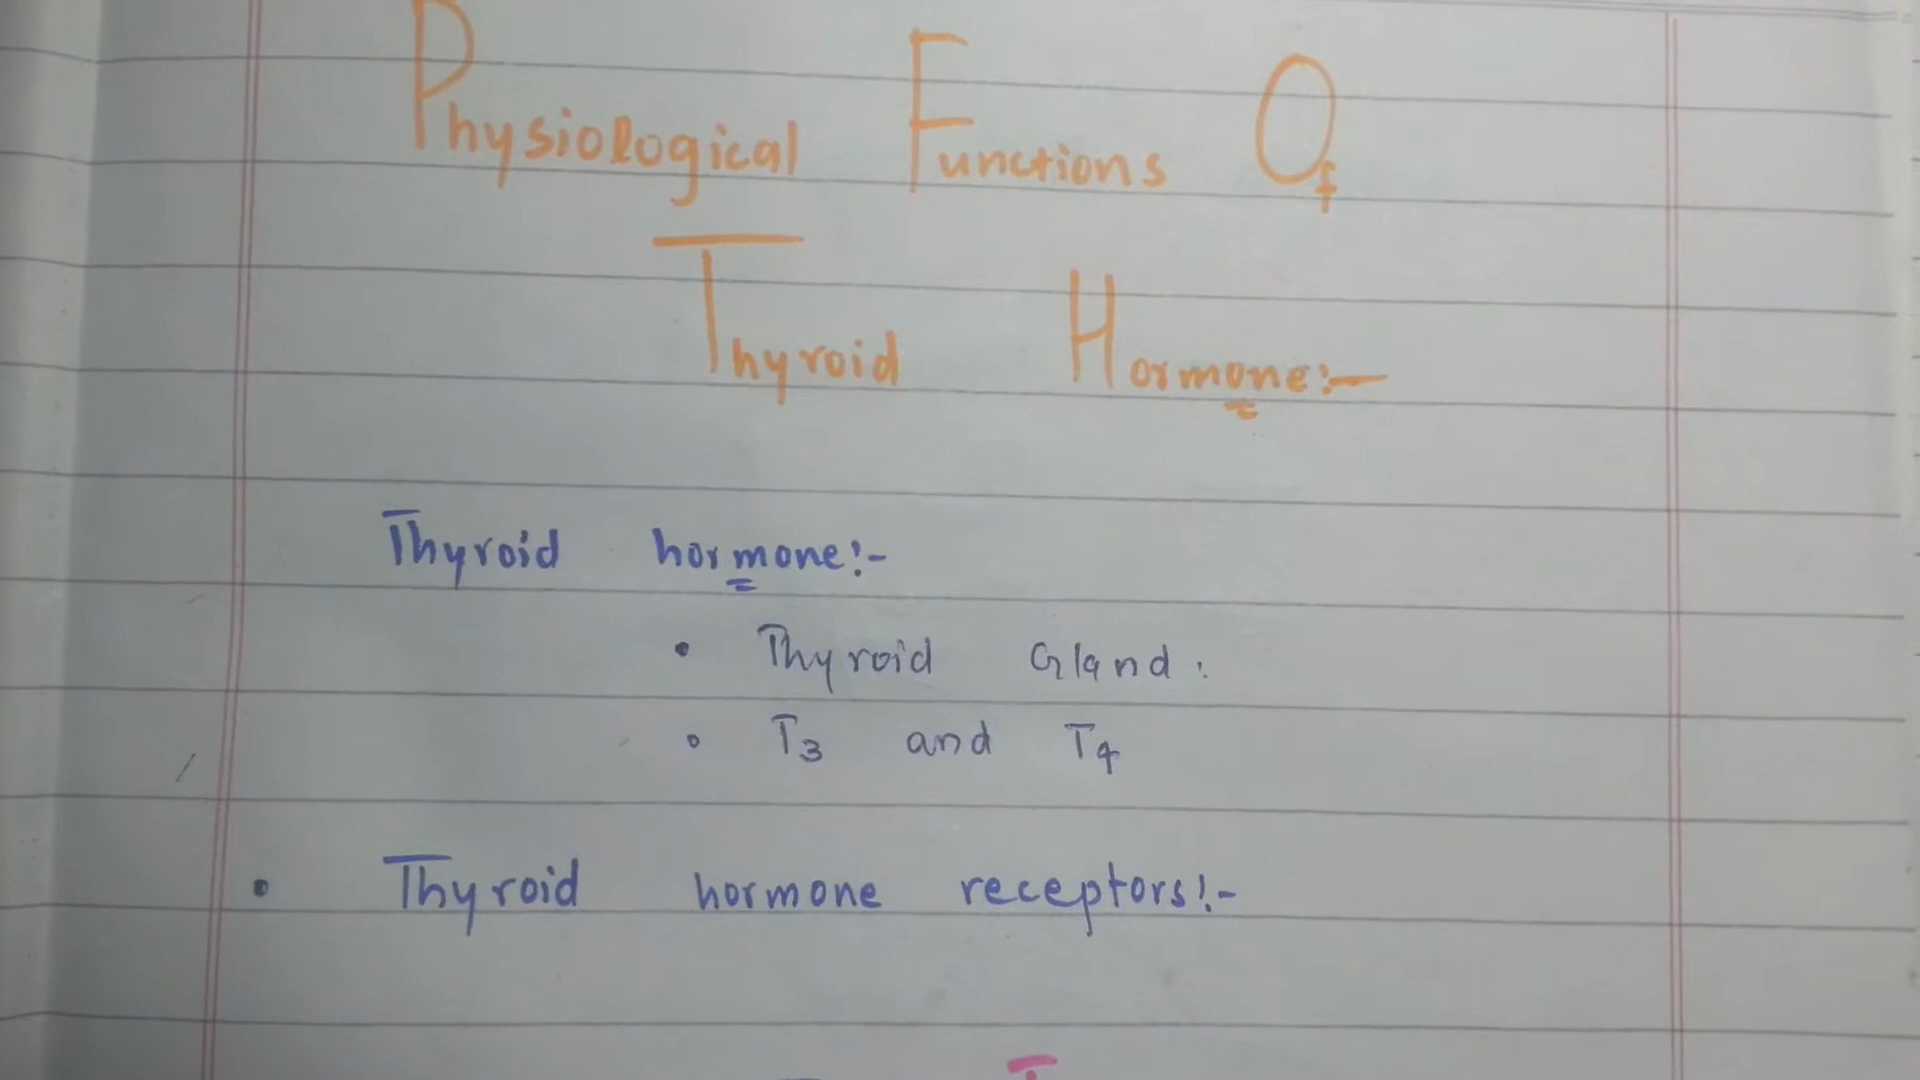 Physiological Functions Of
Thyroid Hormone:-
Thyroid hormone:-
• Thyroid Gland.
• T3 and T4
• Thyroid hormone receptors:-